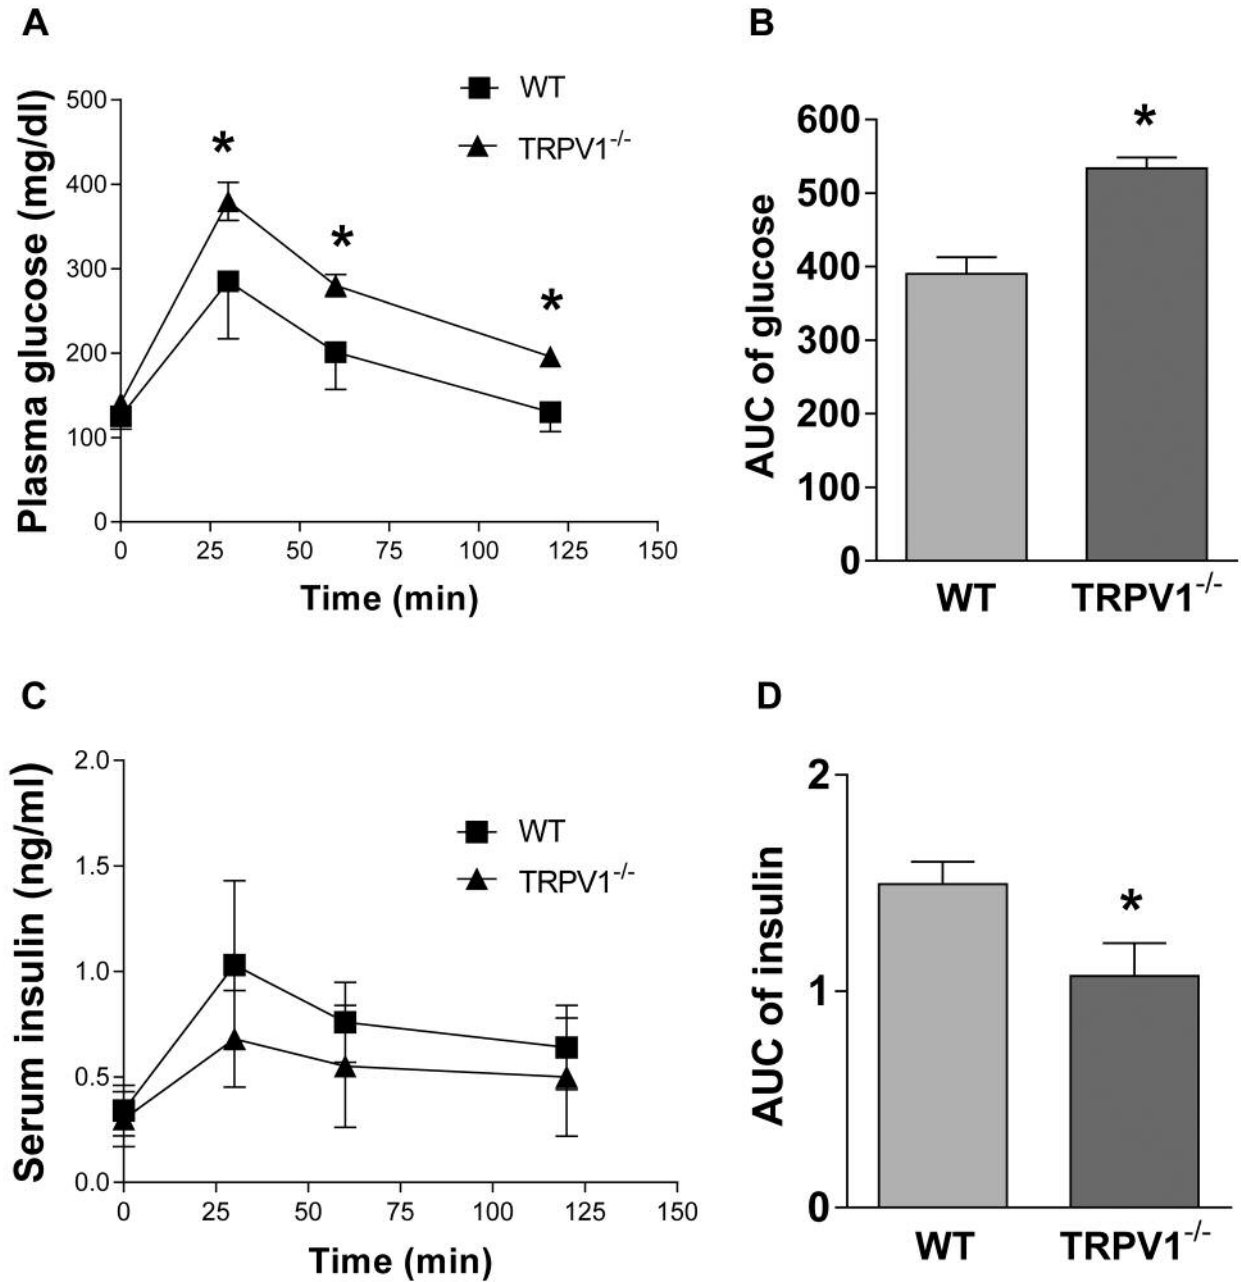 A
Plasma glucose (mg/dl)
500
400
300
200
100
0
0 25 50 75 100 125 150
Time (min)
WT
TRPV1-/-
*
*
*
B
AUC of glucose
600
500
400
300
200
100
0
*
WT TRPV1-/-
C
Serum insulin (ng/ml)
2.0
1.5
1.0
0.5
0.0
0 25 50 75 100 125 150
Time (min)
WT
TRPV1-/-
D
AUC of insulin
2
1
0
*
WT TRPV1-/-